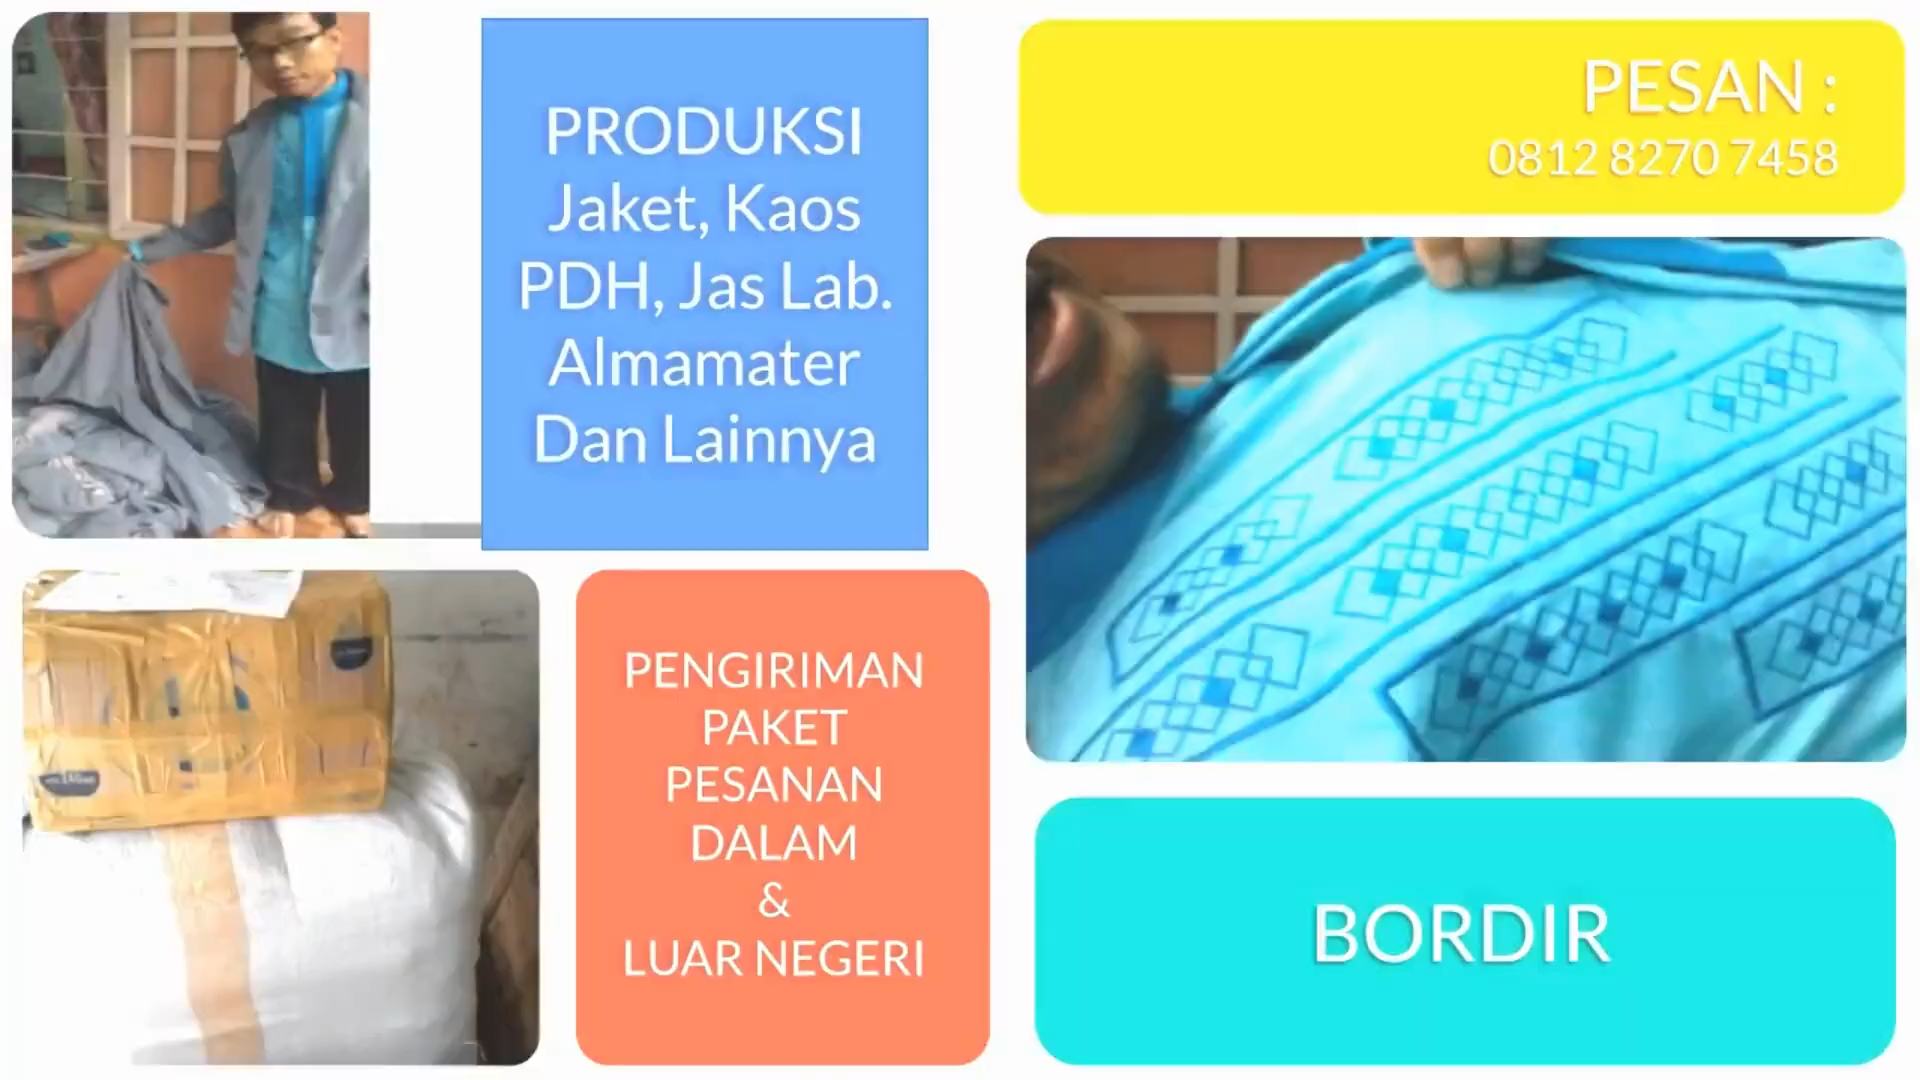 PRODUKSI
Jaket, Kaos
PDH, Jas Lab.
Almamater
Dan Lainnya
PESAN :
0812 8270 7458
PENGIRIMAN
PAKET
PESANAN
DALAM
&
LUAR NEGERI
BORDIR